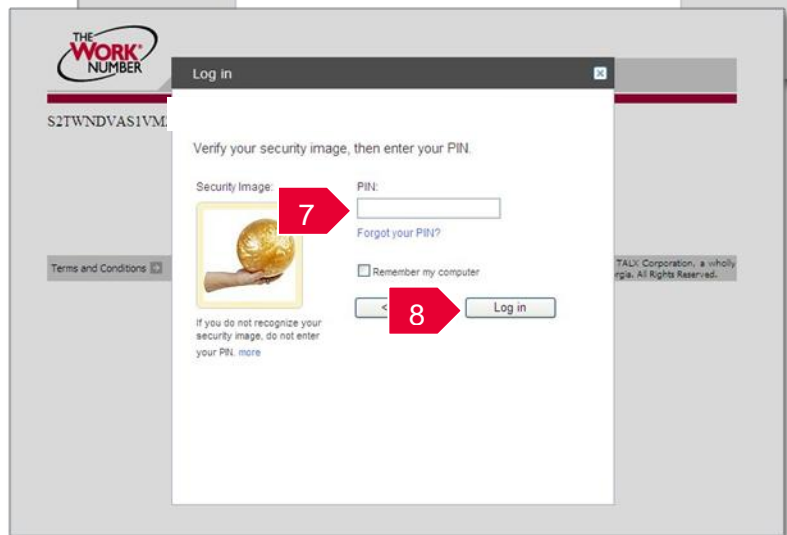 THE
WORK
NUMBER
Log in
S2TWNDVAS1VM
Verify your security image, then enter your PIN.
Security Image:
PIN:
7
Forgot your PIN?
Remember my computer
Terms and Conditions
TALX Corporation, a wholly
All Rights Reserved.
<
8
Log in
If you do not recognize your
security image, do not enter
your PIN. more